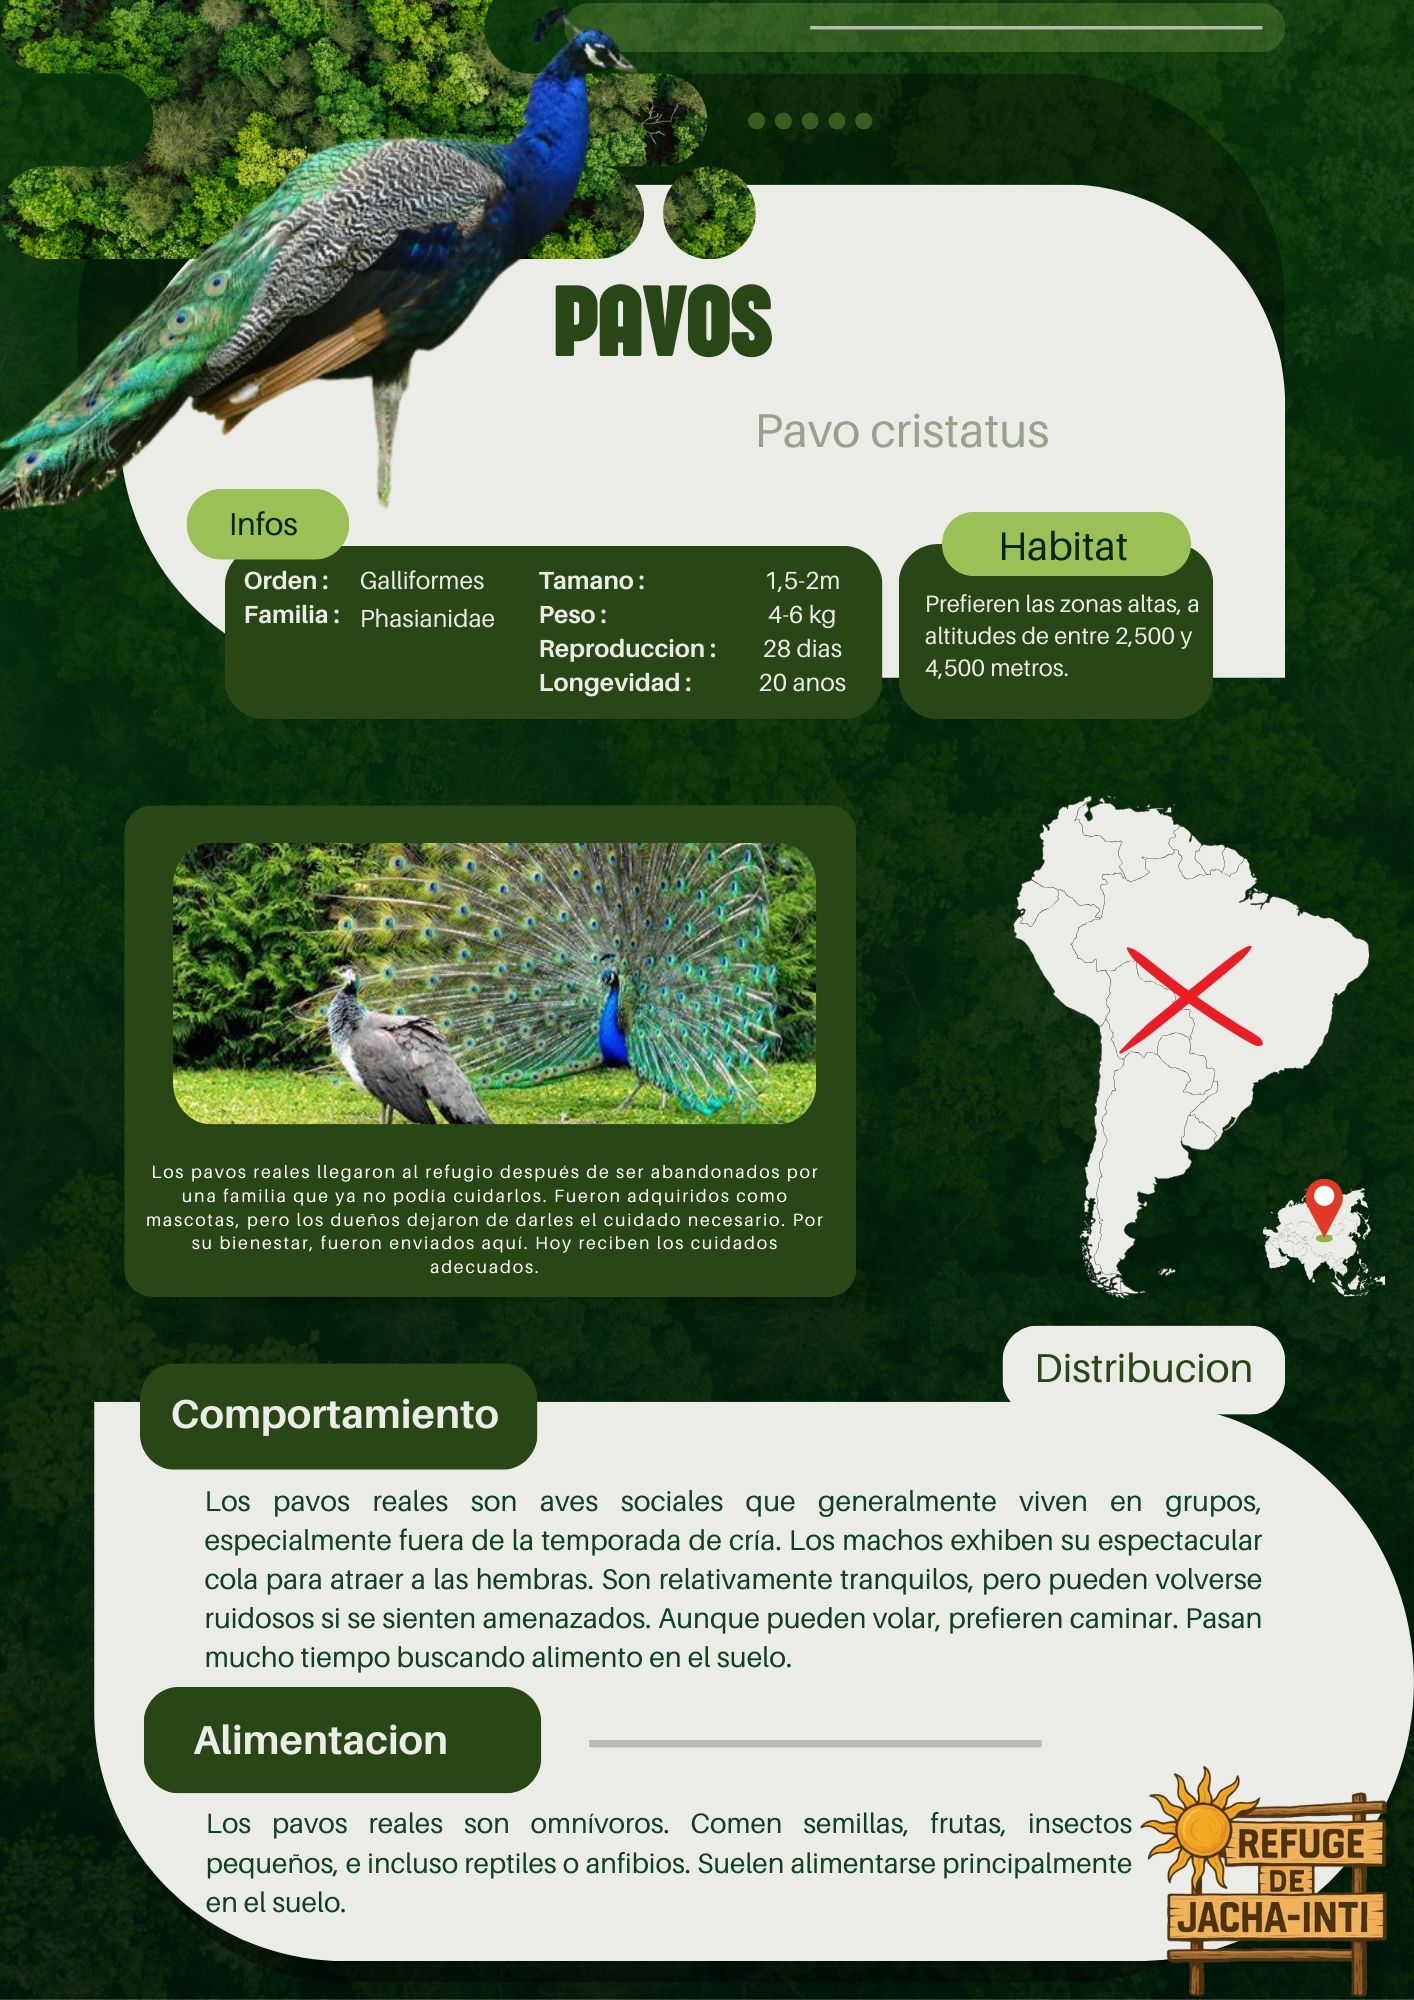 PAVOS
Pavo cristatus
Infos
Orden : Galliformes
Familia : Phasianidae
Tamano : 1,5-2m
Peso : 4-6 kg
Reproduccion : 28 dias
Longevidad : 20 anos
Habitat
Prefieren las zonas altas, a
altitudes de entre 2,500 y
4,500 metros.
Los pavos reales llegaron al refugio después de ser abandonados por
una familia que ya no podía cuidarlos. Fueron adquiridos como
mascotas, pero los dueños dejaron de darles el cuidado necesario. Por
su bienestar, fueron enviados aquí. Hoy reciben los cuidados
adecuados.
Distribucion
Comportamiento
Los pavos reales son aves sociales que generalmente viven en grupos,
especialmente fuera de la temporada de cría. Los machos exhiben su espectacular
cola para atraer a las hembras. Son relativamente tranquilos, pero pueden volverse
ruidosos si se sienten amenazados. Aunque pueden volar, prefieren caminar. Pasan
mucho tiempo buscando alimento en el suelo.
Alimentacion
Los pavos reales son omnívoros. Comen semillas, frutas, insectos
pequeños, e incluso reptiles o anfibios. Suelen alimentarse principalmente
en el suelo.
REFUGE
DE
JACHA-INTI